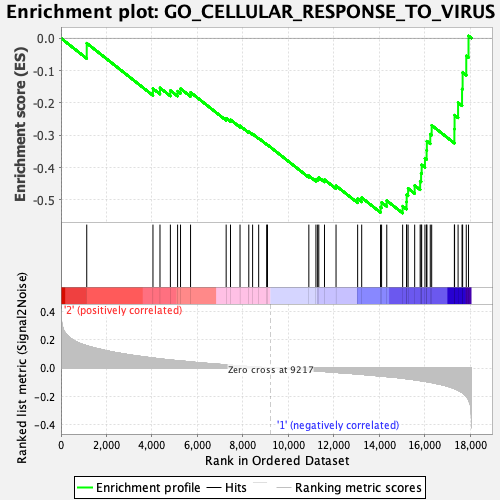 Enrichment plot: GO_CELLULAR_RESPONSE_TO_VIRUS
Enrichment score (ES)
0.0
-0.1
-0.2
-0.3
-0.4
-0.5
'2' (positively correlated)
Ranked list metric (Signal2Noise)
0.4
0.2
0.0
-0.2
-0.4
Zero cross at 9217
'1' (negatively correlated)
0 2,000 4,000 6,000 8,000 10,000 12,000 14,000 16,000 18,000
Rank in Ordered Dataset
Enrichment profile Hits Ranking metric scores